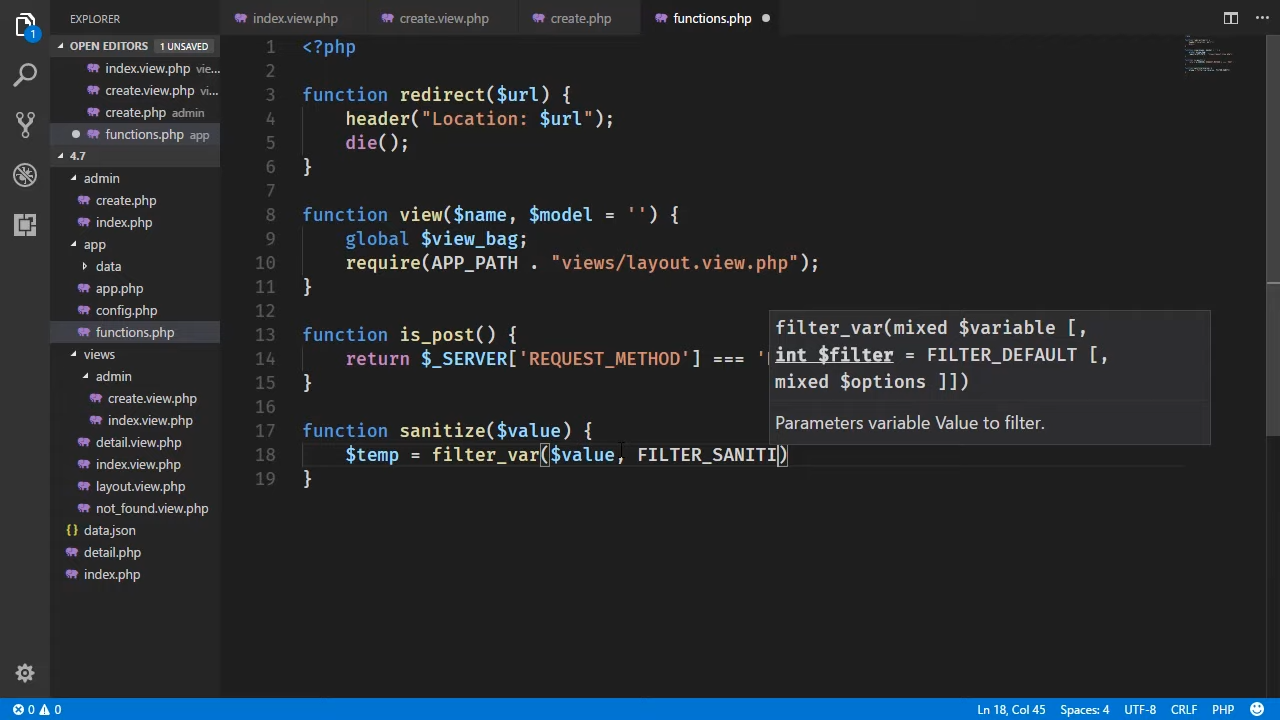 EXPLORER
OPEN EDITORS 1 UNSAVED
index.view.php vie...
create.view.php vi...
create.php admin
functions.php app
4.7
admin
create.php
index.php
app
data
app.php
config.php
functions.php
views
admin
create.view.php
index.view.php
detail.view.php
index.view.php
layout.view.php
not_found.view.php
{ } data.json
detail.php
index.php
1
index.view.php create.view.php create.php functions.php
1 <?php
2
3 function redirect($url) {
4 header("Location: $url");
5 die();
6 }
7
8 function view($name, $model = '') {
9 global $view_bag;
10 require(APP_PATH . "views/layout.view.php");
11 }
12
13 function is_post() {
14 return $_SERVER['REQUEST_METHOD'] === '
15 }
16
17 function sanitize($value) {
18 $temp = filter_var($value, FILTER_SANITI)
19 }
filter_var(mixed $variable [,
int $filter = FILTER_DEFAULT [,
mixed $options ]])
Parameters variable Value to filter.
0 0 Ln 18, Col 45 Spaces: 4 UTF-8 CRLF PHP